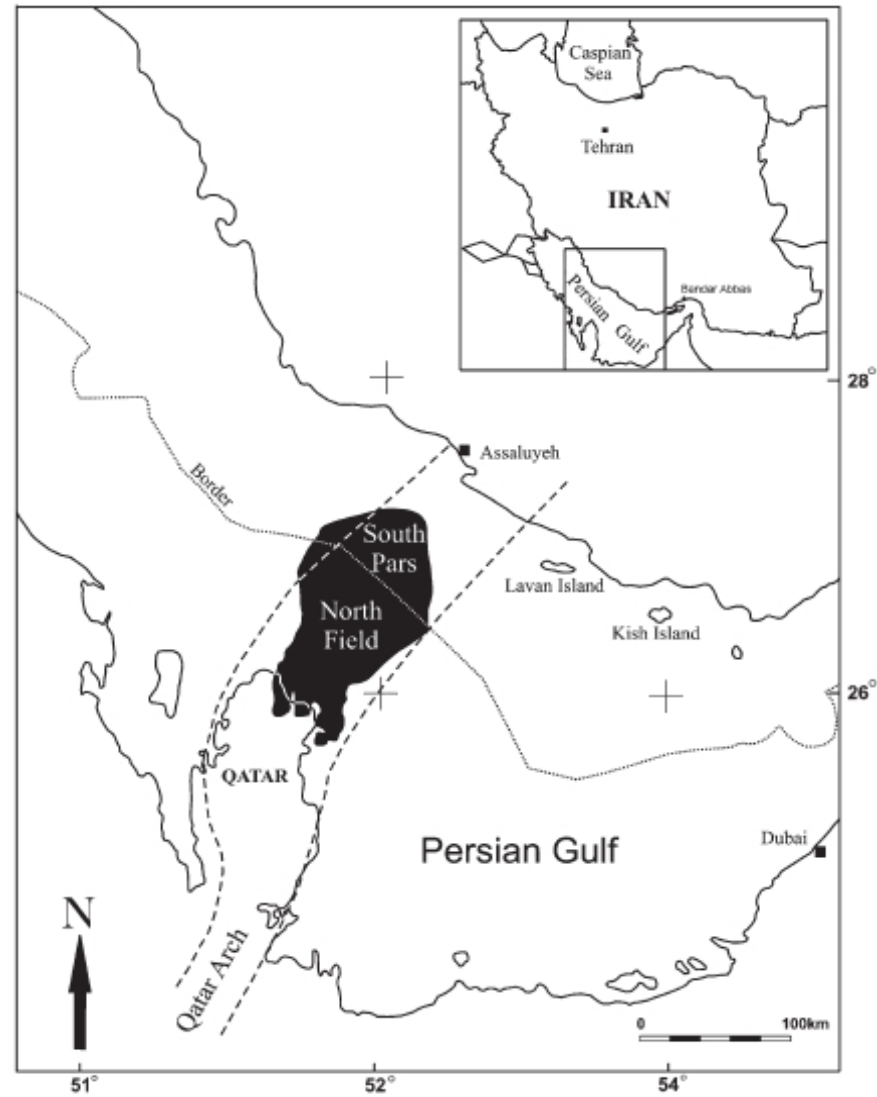 Caspian
Sea
Tehran
IRAN
Bandar Abbas
Persian Gulf
28°
Assaluyeh
Border
South
Pars
Lavan Island
North
Field
Kish Island
26°
QATAR
Persian Gulf
Dubai
N
Qatar Arch
0 100km
51° 52° 54°